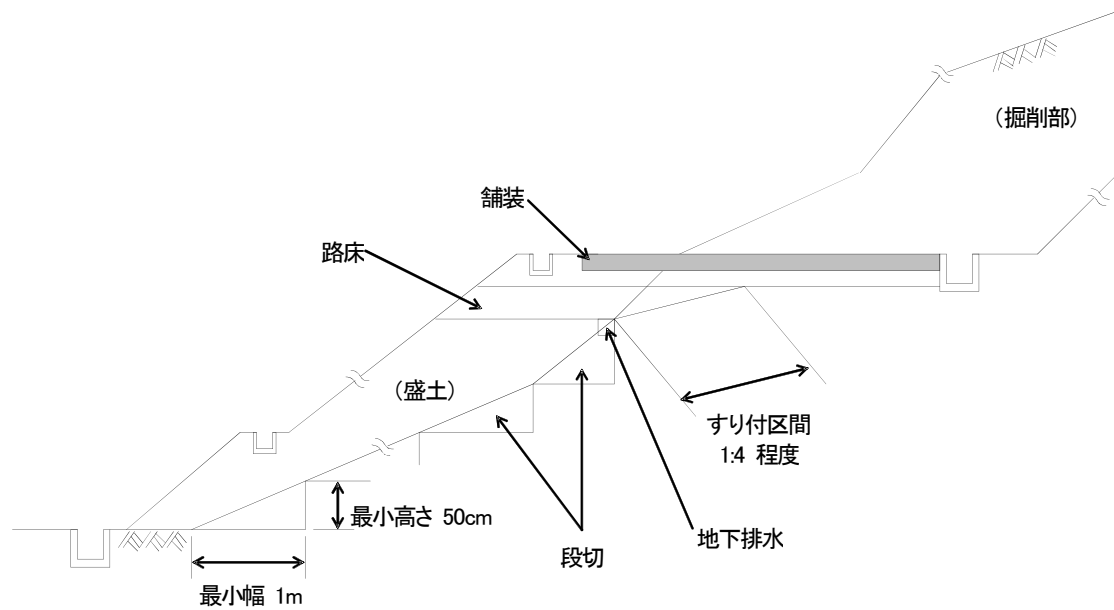 （掘削部）
舗装
路床
（盛土）
すり付区間
1:4 程度
最小高さ 50cm
地下排水
段切
最小幅 1m